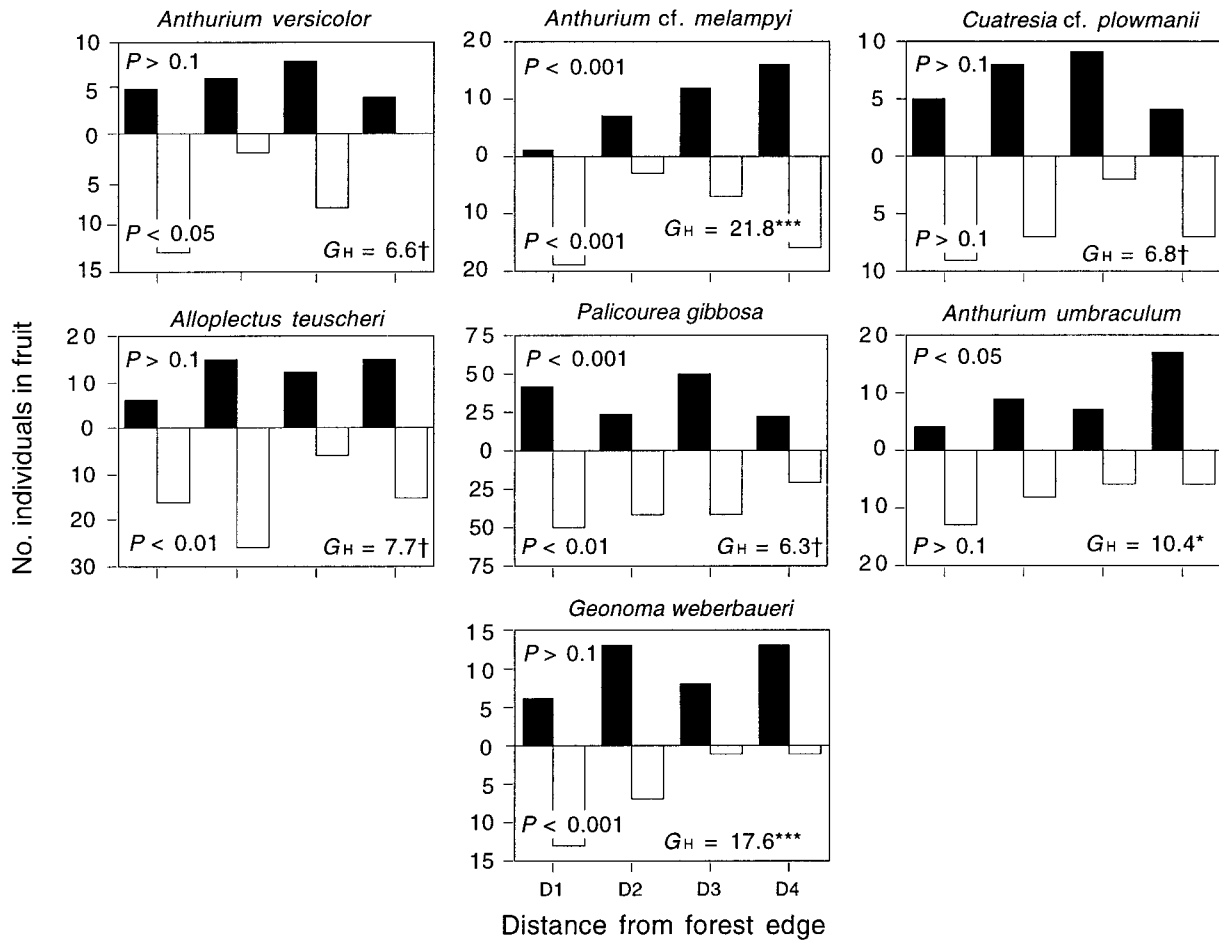 Anthurium versicolor
Anthurium cf. melampyi
Cuatresia cf. plowmanii
10
5
0
5
10
15
P > 0.1
P < 0.05
GH = 6.6†
20
10
0
10
20
P < 0.001
P < 0.001
GH = 21.8***
10
5
0
5
10
P > 0.1
P > 0.1
GH = 6.8†
No. individuals in fruit
Alloplectus teuscheri
Palicourea gibbosa
Anthurium umbraculum
20
10
0
10
20
30
P > 0.1
P < 0.01
GH = 7.7†
75
50
25
0
25
50
75
P < 0.001
P < 0.01
GH = 6.3†
20
10
0
10
20
P < 0.05
P > 0.1
GH = 10.4*
Geonoma weberbaueri
15
10
5
0
5
10
15
P > 0.1
P < 0.001
GH = 17.6***
D1 D2 D3 D4
Distance from forest edge